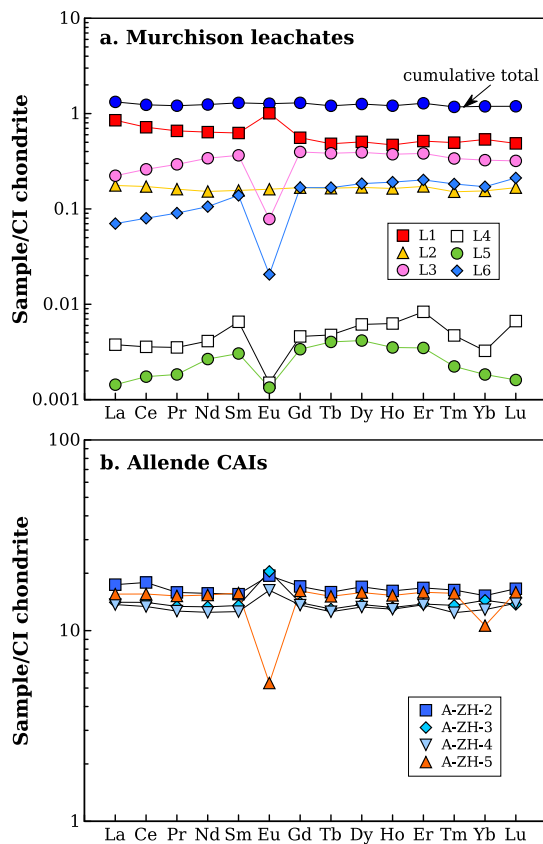 10
a. Murchison leachates
cumulative total
1
0.1
0.01
0.001
Sample/CI chondrite
L1 L4
L2 L5
L3 L6
La Ce Pr Nd Sm Eu Gd Tb Dy Ho Er Tm Yb Lu
100
b. Allende CAIs
10
1
Sample/CI chondrite
A-ZH-2
A-ZH-3
A-ZH-4
A-ZH-5
La Ce Pr Nd Sm Eu Gd Tb Dy Ho Er Tm Yb Lu